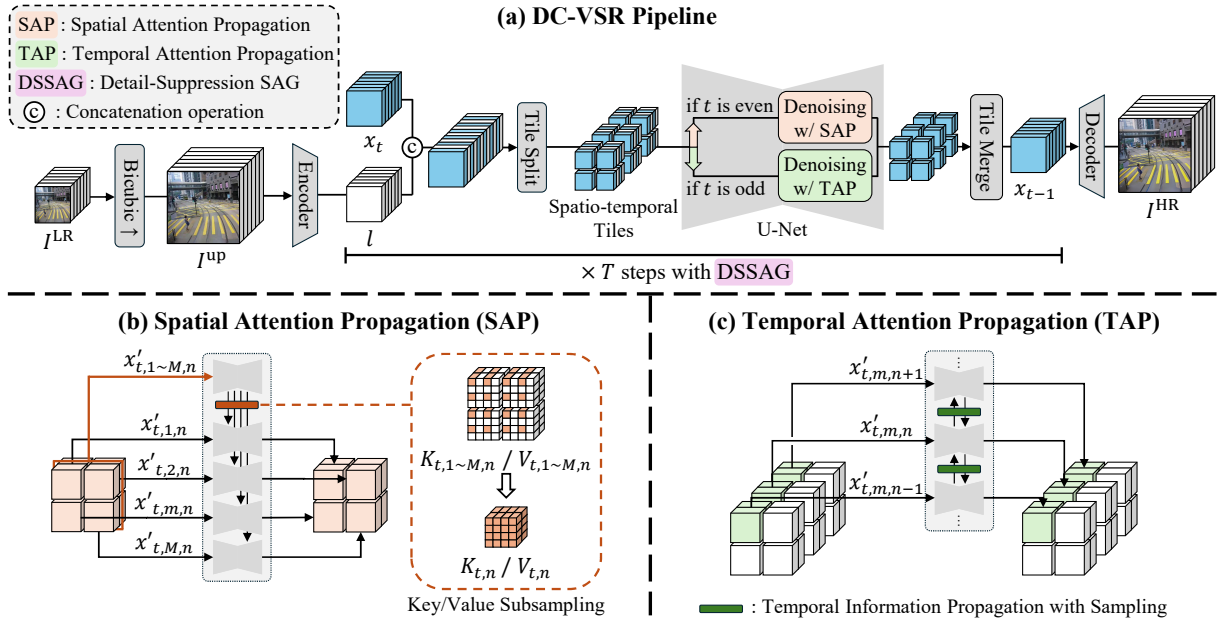 (a) DC-VSR Pipeline
SAP : Spatial Attention Propagation
TAP : Temporal Attention Propagation
DSSAG : Detail-Suppression SAG
c : Concatenation operation
I^LR
Bicubic ↑
I^up
Encoder
x_t
l
c
Tile Split
Spatio-temporal
Tiles
if t is even
if t is odd
Denoising
w/ SAP
Denoising
w/ TAP
U-Net
Tile Merge
x_{t−1}
Decoder
I^HR
× T steps with DSSAG
(b) Spatial Attention Propagation (SAP)
x′_{t,1~M,n}
x′_{t,1,n}
x′_{t,2,n}
x′_{t,m,n}
x′_{t,M,n}
K_{t,1~M,n} / V_{t,1~M,n}
K_{t,n} / V_{t,n}
Key/Value Subsampling
(c) Temporal Attention Propagation (TAP)
x′_{t,m,n+1}
x′_{t,m,n}
x′_{t,m,n−1}
: Temporal Information Propagation with Sampling